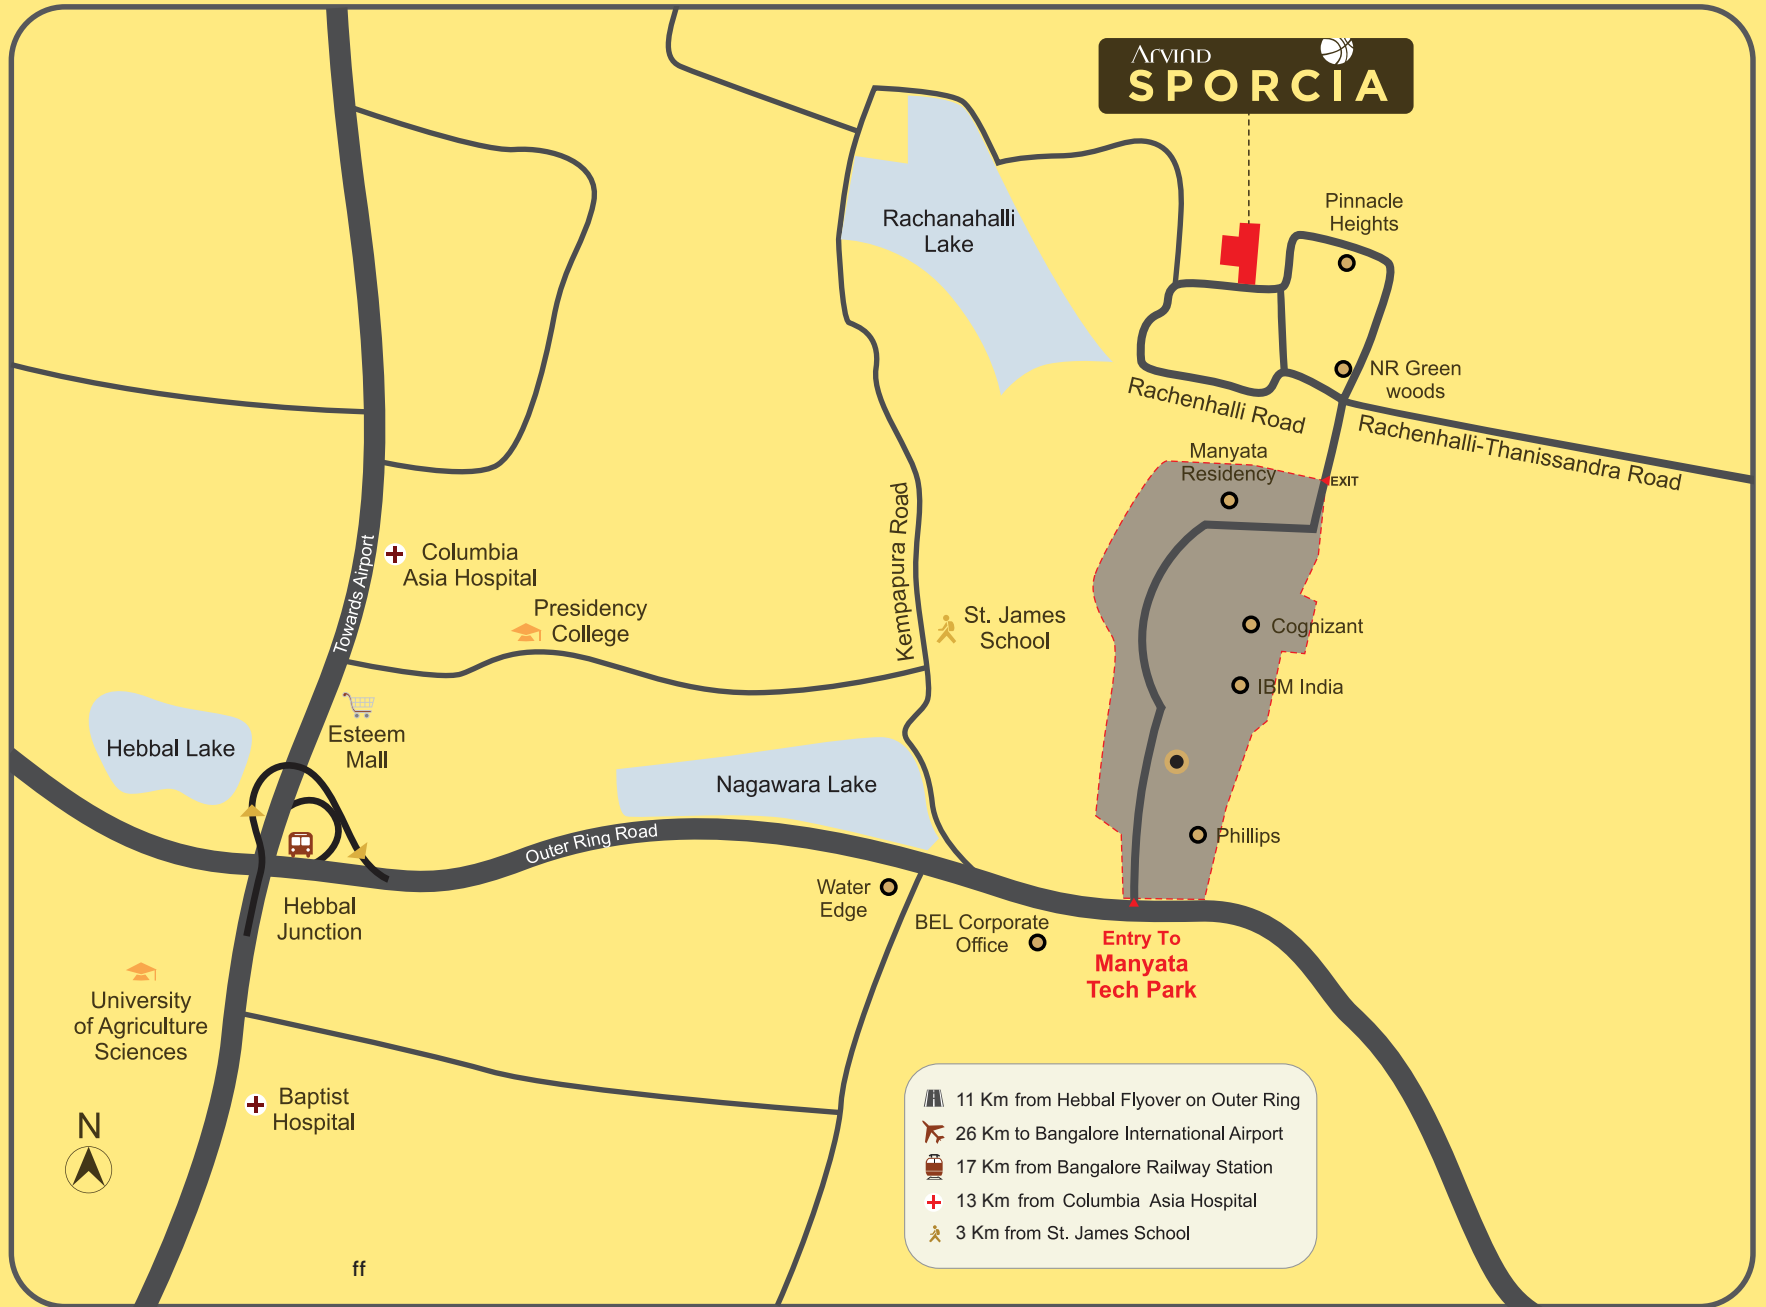 Arvind
SPORCIA
Pinnacle
Heights
Rachanahalli
Lake
NR Green
woods
Rachenhalli Road
Rachenhalli-Thanissandra Road
Manyata
Residency
EXIT
Kempapura Road
Towards Airport
Columbia
Asia Hospital
Presidency
College
St. James
School
Cognizant
IBM India
Esteem
Mall
Hebbal Lake
Nagawara Lake
Outer Ring Road
Phillips
Water
Edge
Hebbal
Junction
BEL Corporate
Office
Entry To
Manyata
Tech Park
University
of Agriculture
Sciences
Baptist
Hospital
N
11 Km from Hebbal Flyover on Outer Ring
26 Km to Bangalore International Airport
17 Km from Bangalore Railway Station
13 Km from Columbia Asia Hospital
3 Km from St. James School
ff